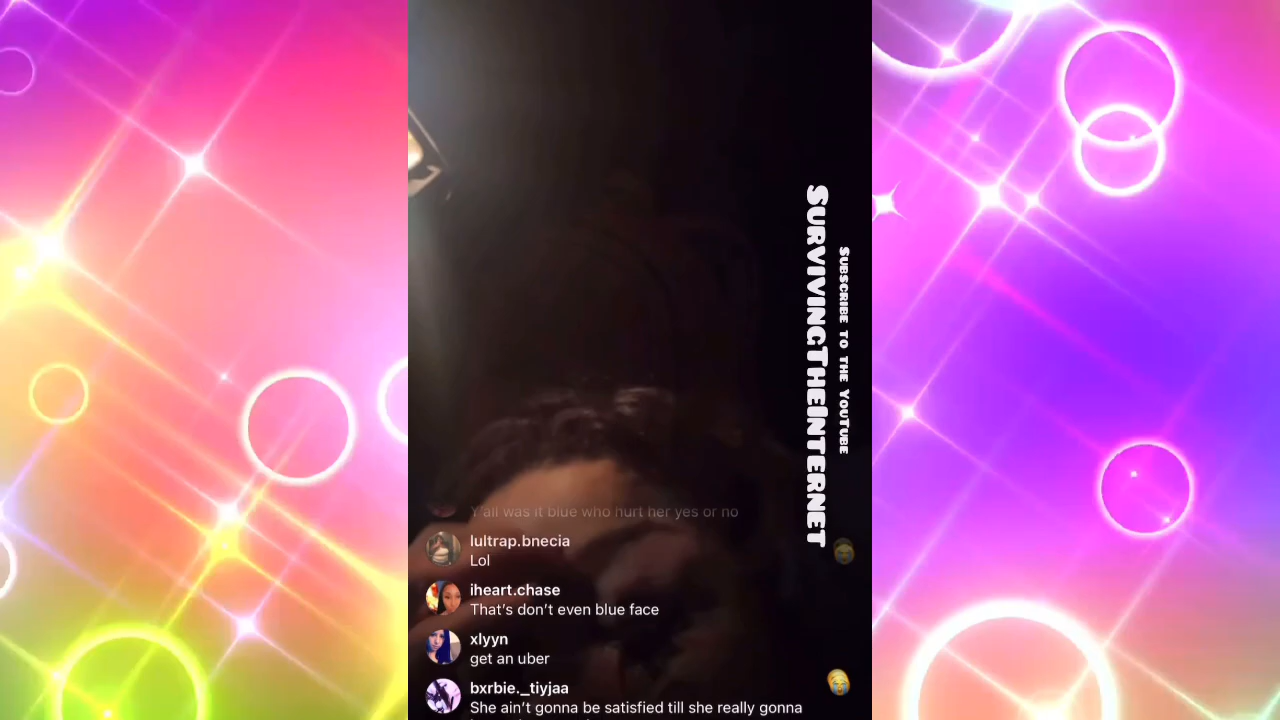 Subscribe to the YouTube
SurvivingTheInternet
Y'all was it blue who hurt her yes or no
lultrap.bnecia
Lol
iheart.chase
That's don't even blue face
xlyyn
get an uber
bxrbie._tiyjaa
She ain't gonna be satisfied till she really gonna